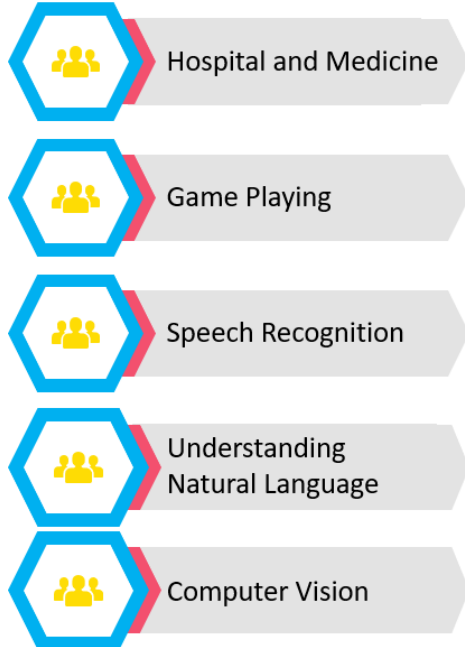 Hospital and Medicine
Game Playing
Speech Recognition
Understanding
Natural Language
Computer Vision